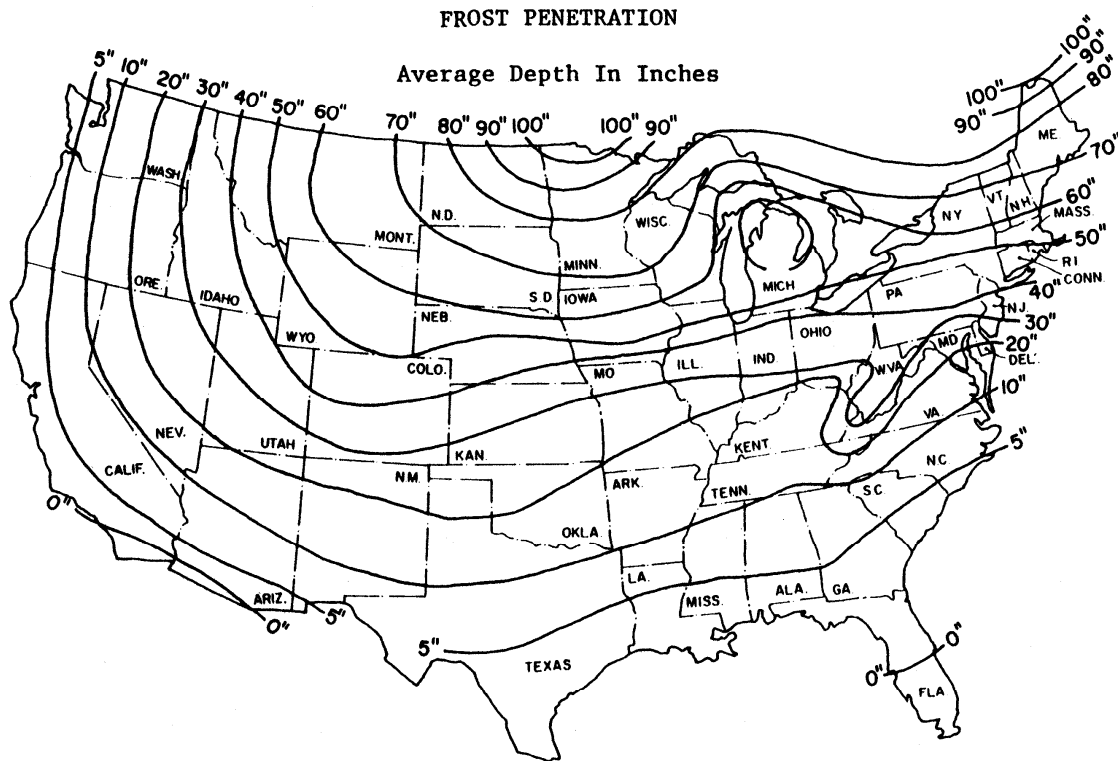 FROST PENETRATION
Average Depth In Inches
5" 10" 20" 30" 40" 50" 60" 70" 80" 90" 100" 100" 90"
100"
90"
80"
100"
90"
70"
60"
50"
40"
30"
20"
10"
5"
WASH
MONT.
N.D.
MINN.
WISC.
MICH
NY
VT.
N.H.
ME.
MASS.
RI
CONN.
ORE.
IDAHO
WYO
S.D
NEB.
IOWA
ILL.
IND.
OHIO
PA
N.J.
MD.
DEL.
WVA
VA
NEV.
UTAH
COLO.
KAN.
MO
KENT.
CALIF.
ARIZ.
N.M.
OKLA.
ARK.
TENN.
N.C.
S.C.
TEXAS
LA.
MISS.
ALA.
GA.
FLA
0"
0"
5"
5"
0"
0"